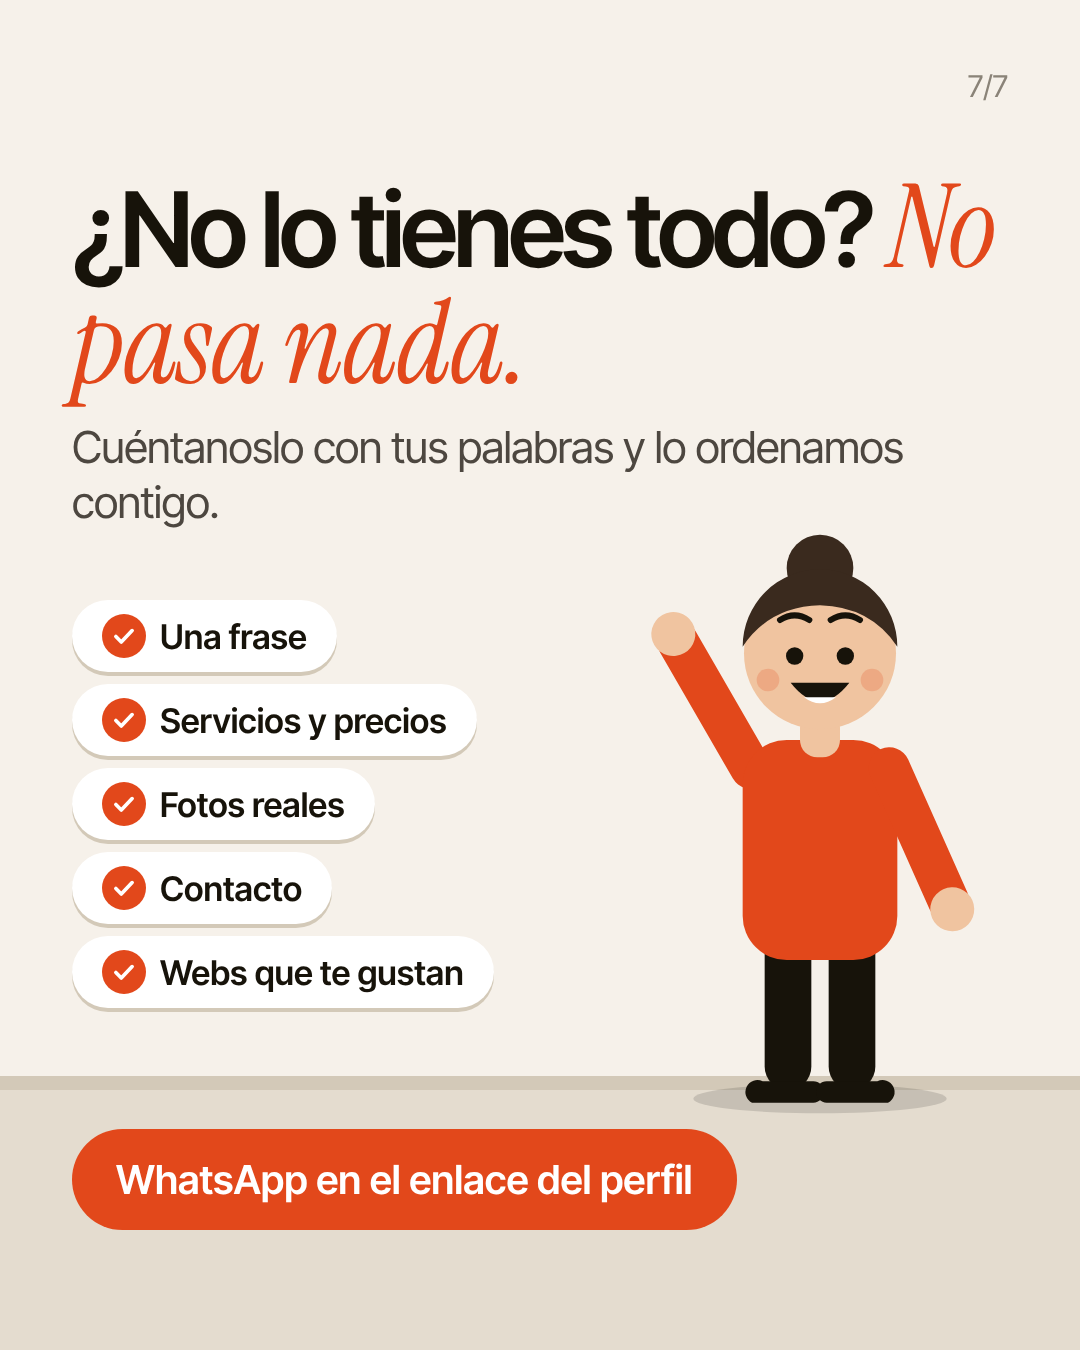 7/7
¿No lo tienes todo? No
pasa nada.
Cuéntanoslo con tus palabras y lo ordenamos
contigo.
Una frase
Servicios y precios
Fotos reales
Contacto
Webs que te gustan
WhatsApp en el enlace del perfil